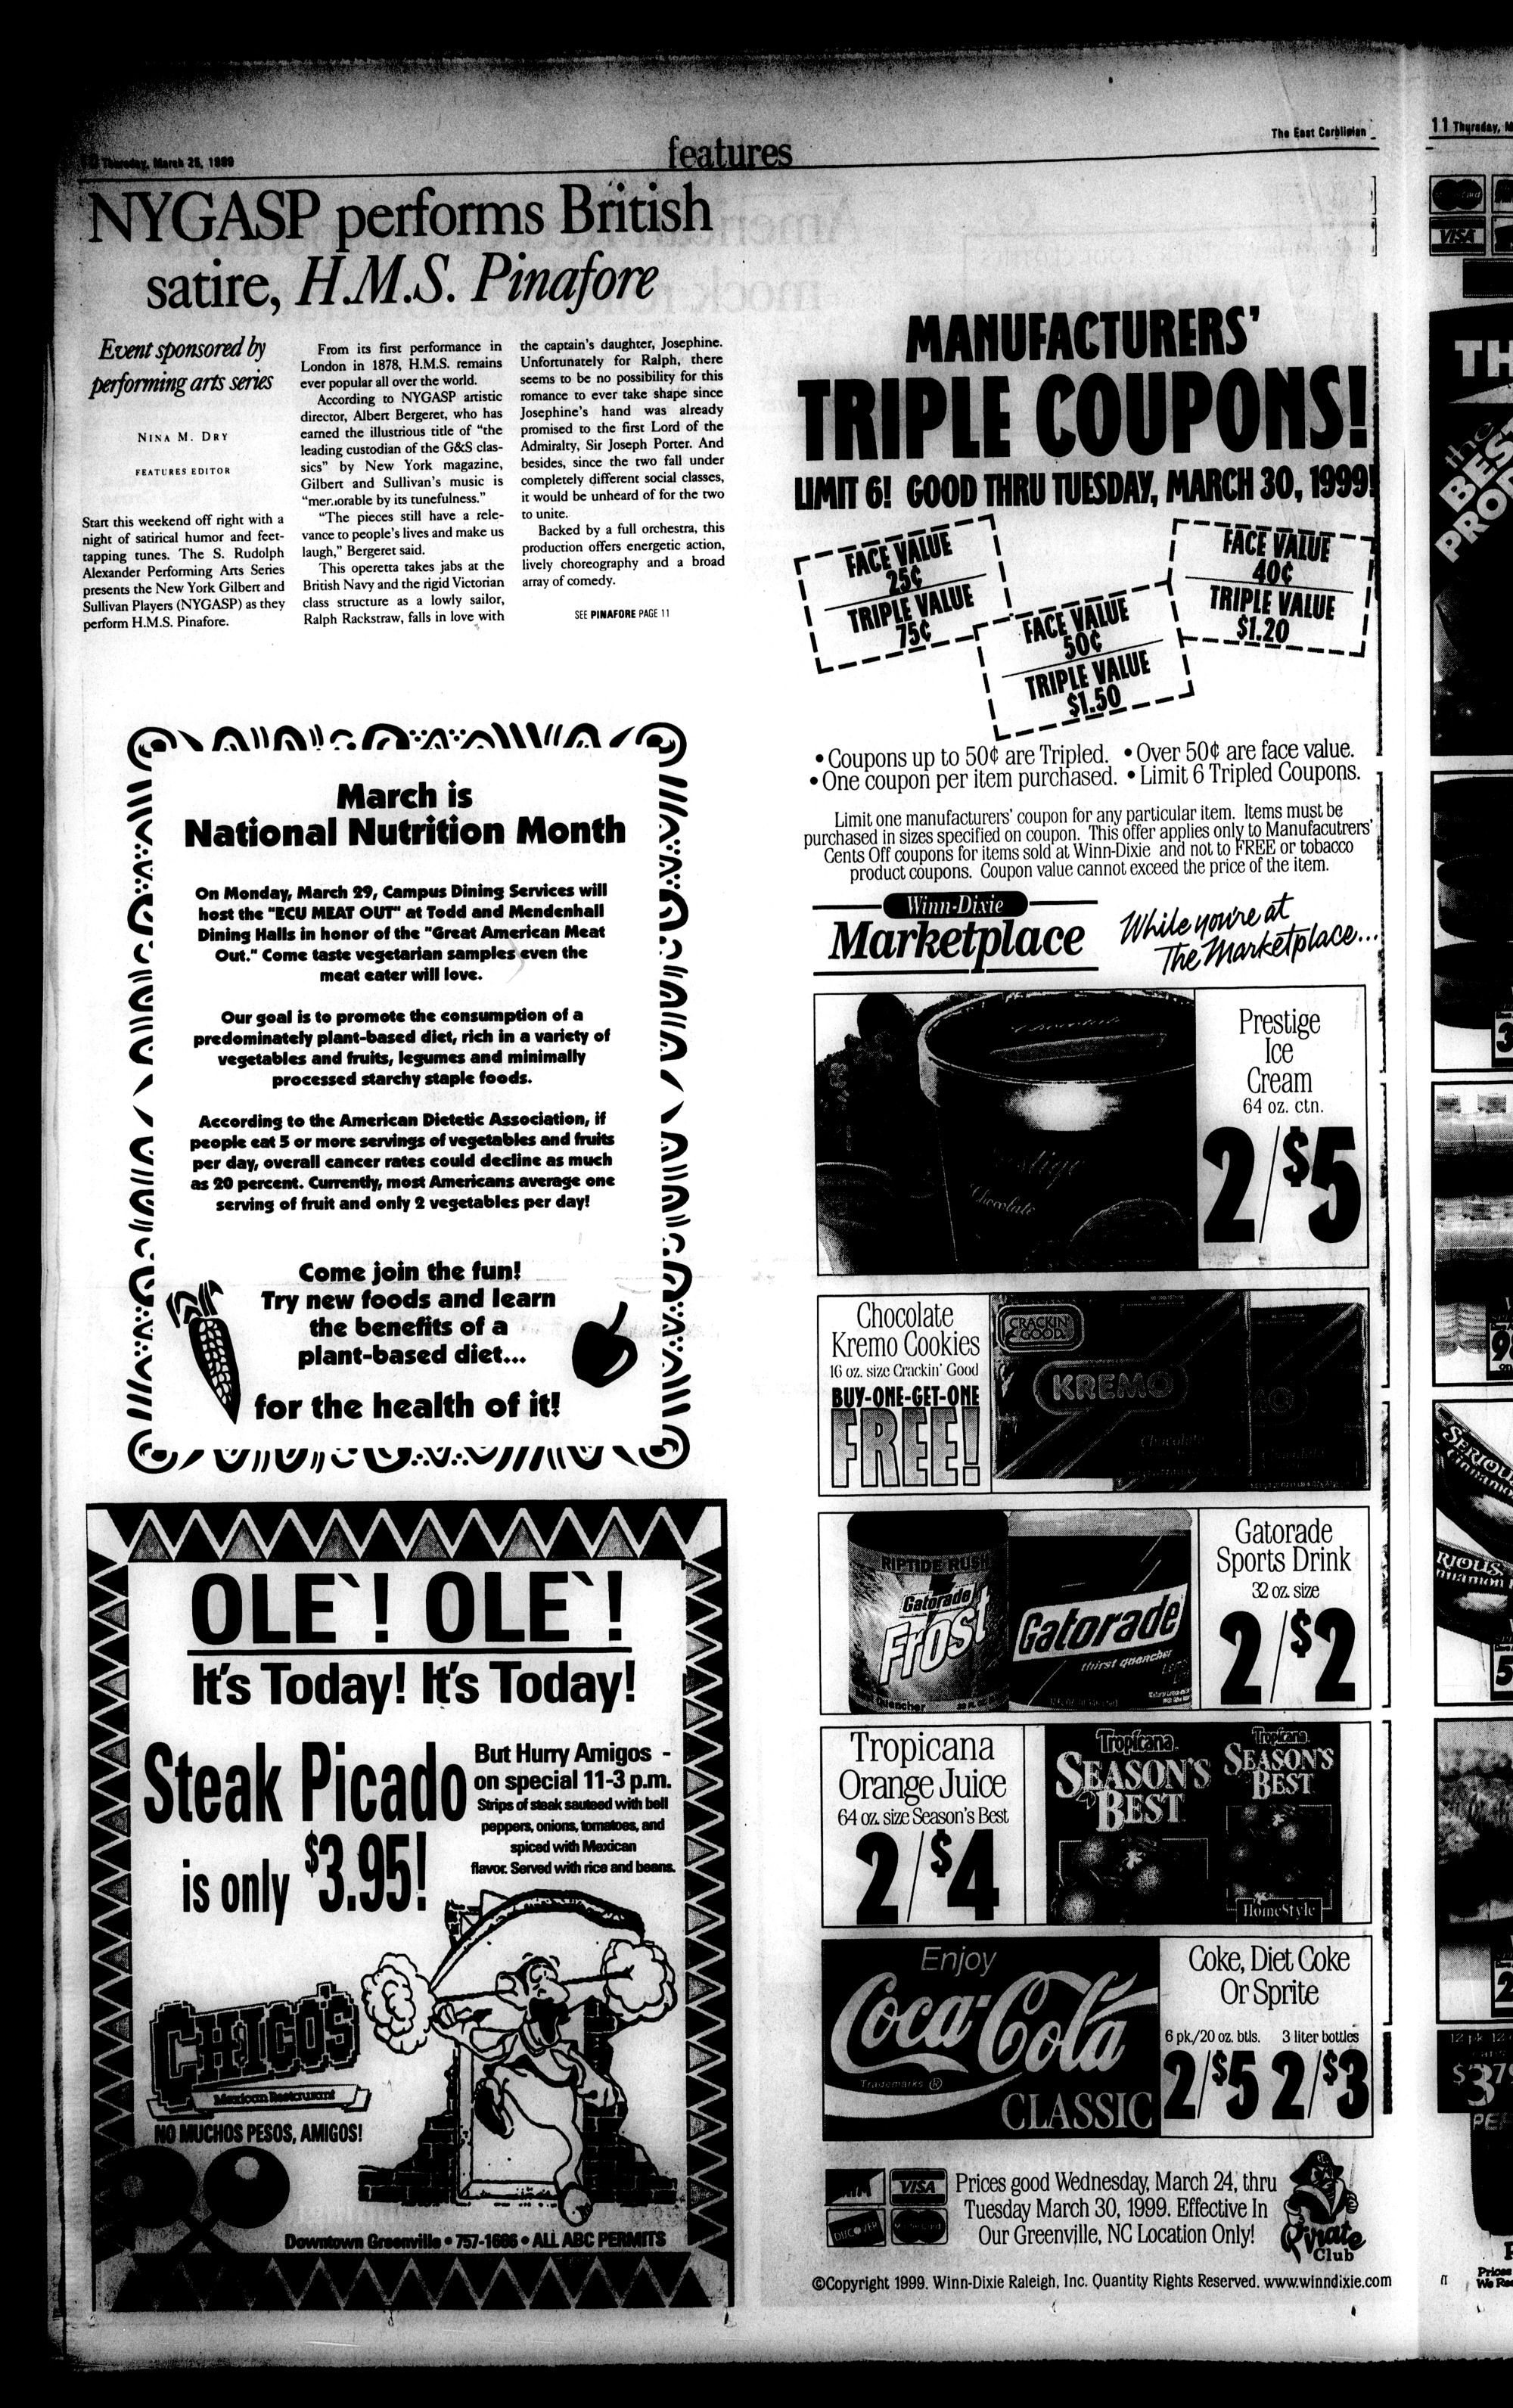 Thursday, March 25, 1999
features
The East Carolinian
NYGASP performs British
satire, H.M.S. Pinafore
Event sponsored by
performing arts series
NINA M. DRY
FEATURES EDITOR
Start this weekend off right with a
night of satirical humor and feet-
tapping tunes. The S. Rudolph
Alexander Performing Arts Series
presents the New York Gilbert and
Sullivan Players (NYGASP) as they
perform H.M.S. Pinafore.
From its first performance in
London in 1878, H.M.S. remains
ever popular all over the world.
According to NYGASP artistic
director, Albert Bergeret, who has
earned the illustrious title of "the
leading custodian of the G&S clas-
sics" by New York magazine,
Gilbert and Sullivan's music is
"memorable by its tunefulness."
"The pieces still have a rele-
vance to people's lives and make us
laugh," Bergeret said.
This operetta takes jabs at the
British Navy and the rigid Victorian
class structure as a lowly sailor,
Ralph Rackstraw, falls in love with
the captain's daughter, Josephine.
Unfortunately for Ralph, there
seems to be no possibility for this
romance to ever take shape since
Josephine's hand was already
promised to the first Lord of the
Admiralty, Sir Joseph Porter. And
besides, since the two fall under
completely different social classes,
it would be unheard of for the two
to unite.
Backed by a full orchestra, this
production offers energetic action,
lively choreography and a broad
array of comedy.
SEE PINAFORE PAGE 11
March is
National Nutrition Month
On Monday, March 29, Campus Dining Services will
host the "ECU MEAT OUT" at Todd and Mendenhall
Dining Halls in honor of the "Great American Meat
Out." Come taste vegetarian samples even the
meat eater will love.
Our goal is to promote the consumption of a
predominately plant-based diet, rich in a variety of
vegetables and fruits, legumes and minimally
processed starchy staple foods.
According to the American Dietetic Association, if
people eat 5 or more servings of vegetables and fruits
per day, overall cancer rates could decline as much
as 20 percent. Currently, most Americans average one
serving of fruit and only 2 vegetables per day!
Come join the fun!
Try new foods and learn
the benefits of a
plant-based diet...
for the health of it!
OLE`! OLE`!
It's Today! It's Today!
Steak Picado
is only $3.95!
But Hurry Amigos -
on special 11-3 p.m.
Strips of steak sauteed with bell
peppers, onions, tomatoes, and
spiced with Mexican
flavor. Served with rice and beans.
CHICO'S
Mexican Restaurant
NO MUCHOS PESOS, AMIGOS!
Downtown Greenville • 757-1666 • ALL ABC PERMITS
MANUFACTURERS'
TRIPLE COUPONS!
LIMIT 6! GOOD THRU TUESDAY, MARCH 30, 1999!
FACE VALUE
25¢
TRIPLE VALUE
75¢
FACE VALUE
50¢
TRIPLE VALUE
$1.50
FACE VALUE
40¢
TRIPLE VALUE
$1.20
• Coupons up to 50¢ are Tripled. • Over 50¢ are face value.
• One coupon per item purchased. • Limit 6 Tripled Coupons.
Limit one manufacturers' coupon for any particular item. Items must be
purchased in sizes specified on coupon. This offer applies only to Manufacutrers'
Cents Off coupons for items sold at Winn-Dixie and not to FREE or tobacco
product coupons. Coupon value cannot exceed the price of the item.
Winn-Dixie
Marketplace
While you're at
The Marketplace...
Chocolate
Prestige
Ice
Cream
64 oz. ctn.
2/$5
Chocolate
Kremo Cookies
16 oz. size Crackin' Good
BUY-ONE-GET-ONE
FREE!
CRACKIN'
GOOD
KREMO
RIPTIDE RUSH
Gatorade
Frost
Gatorade
thirst quencher
Gatorade
Sports Drink
32 oz. size
2/$2
Tropicana
Orange Juice
64 oz. size Season's Best
2/$4
Tropicana
SEASON'S
BEST
Tropicana
SEASON'S
BEST
HomeStyle
Enjoy
Coca-Cola
Trademarks ®
CLASSIC
Coke, Diet Coke
Or Sprite
6 pk./20 oz. btls. 3 liter bottles
2/$5 2/$3
VISA
DISCOVER
Prices good Wednesday, March 24, thru
Tuesday March 30, 1999. Effective In
Our Greenville, NC Location Only!
Pirate
Club
©Copyright 1999. Winn-Dixie Raleigh, Inc. Quantity Rights Reserved. www.winndixie.com
11 Thursday, M
VISA
TH
the
BES
PRO